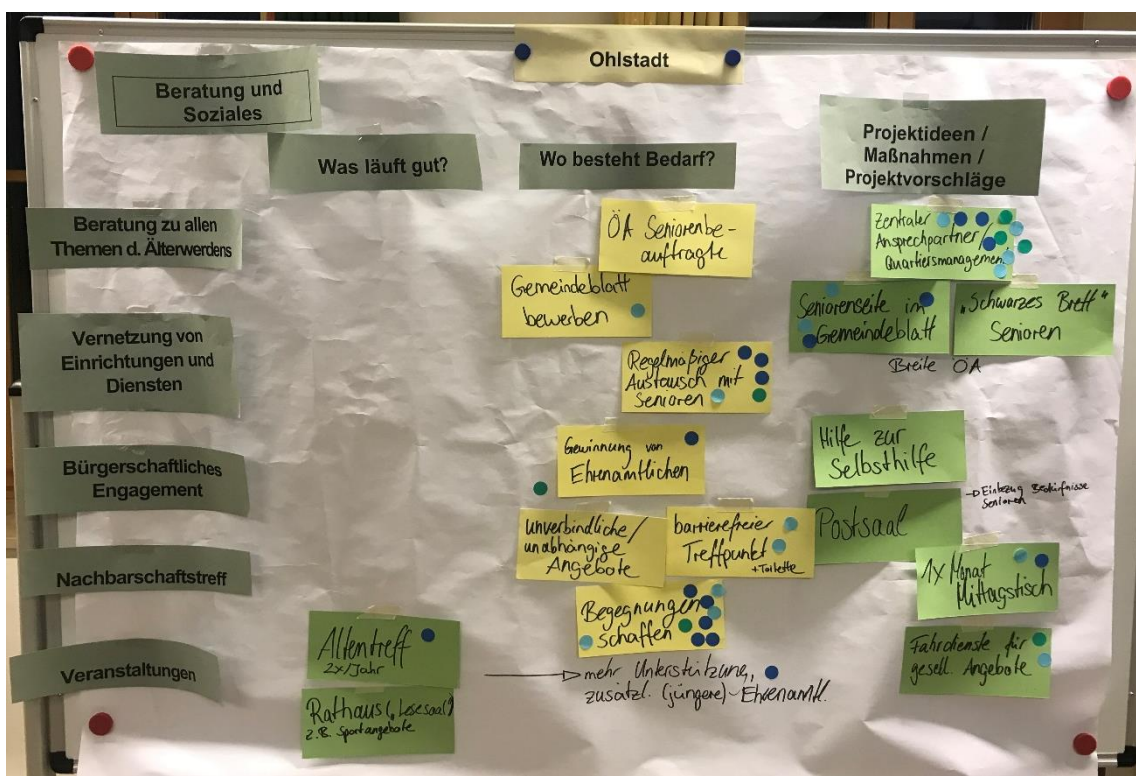 Ohlstadt
Beratung und
Soziales
Was läuft gut?
Wo besteht Bedarf?
Projektideen /
Maßnahmen /
Projektvorschläge
Beratung zu allen
Themen d. Älterwerdens
ÖA Seniorenbe-
auftragte
Zentraler
Ansprechpartner/
Quartiersmanagement
Gemeindeblatt
bewerben
Seniorenseite im
Gemeindeblatt
„Schwarzes Brett"
Senioren
Breite ÖA
Vernetzung von
Einrichtungen und
Diensten
Regelmäßiger
Austausch mit
Senioren
Bürgerschaftliches
Engagement
Gewinnung von
Ehrenamtlichen
Hilfe zur
Selbsthilfe
→ Einbezug Bedürfnisse
Senioren
unverbindliche/
unabhängige
Angebote
barrierefreier
Treffpunkt
+Toilette
Postsaal
Nachbarschaftstreff
1x Monat
Mittagstisch
Begegnungen
schaffen
Veranstaltungen
Altentreff
2x/Jahr
→ mehr Unterstützung,
zusätzl. (jüngere) - Ehrenamtl.
Fahrdienste für
gesell. Angebote
Rathaus (, Lesesaal)
z.B. Sportangebote